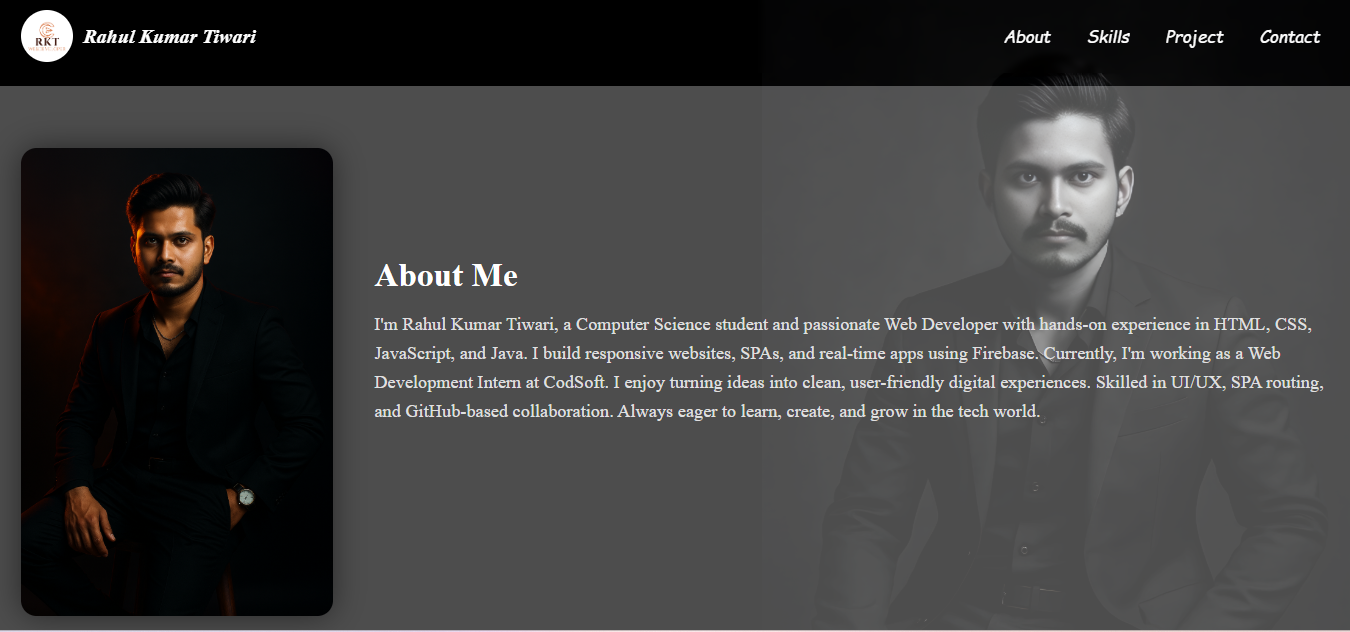 RKT
Rahul Kumar Tiwari
About
Skills
Project
Contact
About Me
I'm Rahul Kumar Tiwari, a Computer Science student and passionate Web Developer with hands-on experience in HTML, CSS,
JavaScript, and Java. I build responsive websites, SPAs, and real-time apps using Firebase. Currently, I'm working as a Web
Development Intern at CodSoft. I enjoy turning ideas into clean, user-friendly digital experiences. Skilled in UI/UX, SPA routing,
and GitHub-based collaboration. Always eager to learn, create, and grow in the tech world.